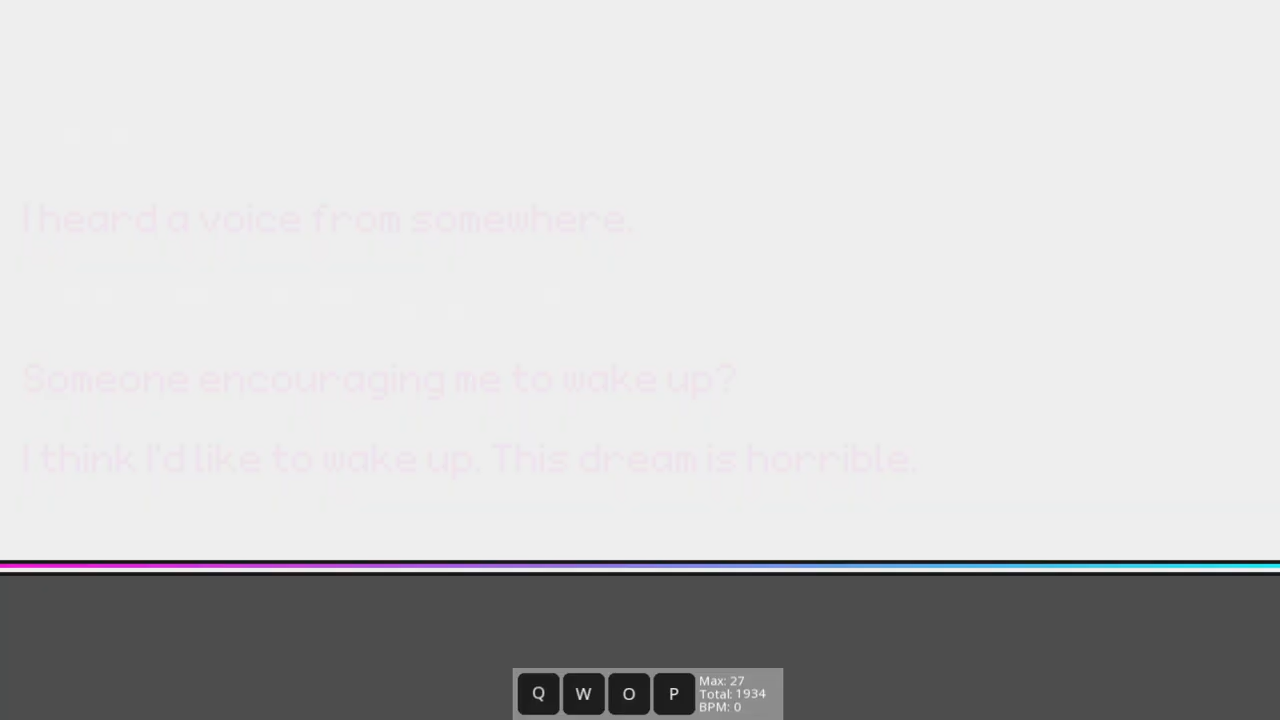 I heard a voice from somewhere.
Someone encouraging me to wake up?
I think I'd like to wake up. This dream is horrible.
Q W O P
Max: 27
Total: 1934
BPM: 0